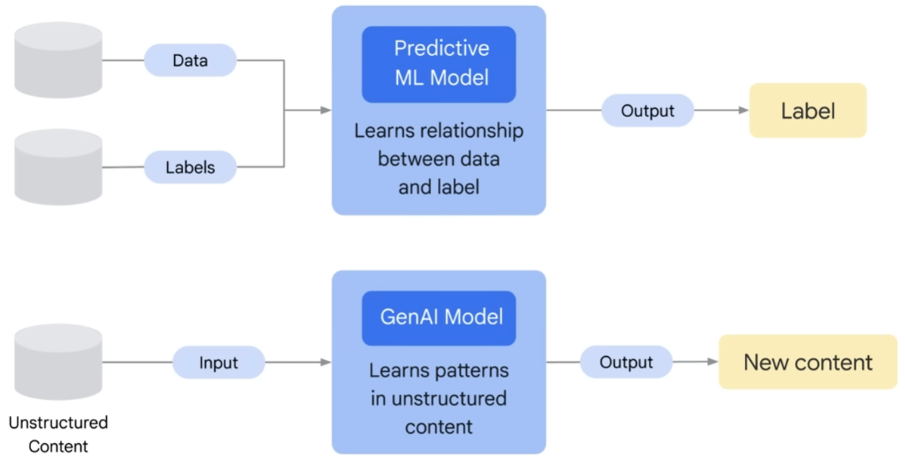 Data
Labels
Predictive
ML Model
Learns relationship
between data
and label
Output
Label
Unstructured
Content
Input
GenAI Model
Learns patterns
in unstructured
content
Output
New content